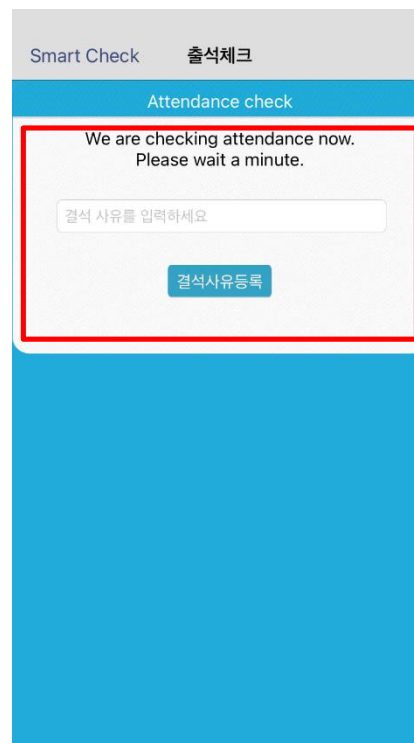 Smart Check 출석체크
Attendance check
We are checking attendance now.
Please wait a minute.
결석 사유를 입력하세요
결석사유등록